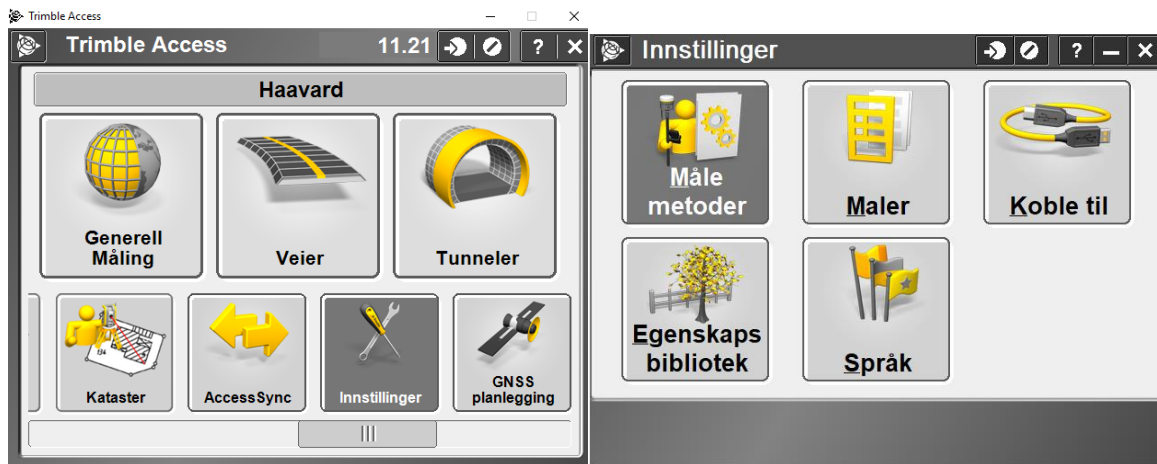 Trimble Access
Trimble Access 11.21 ?
Haavard
Generell
Måling
Veier
Tunneler
Kataster
AccessSync
Innstillinger
GNSS
planlegging
Innstillinger ?
Måle
metoder
Maler
Koble til
Egenskaps
bibliotek
Språk